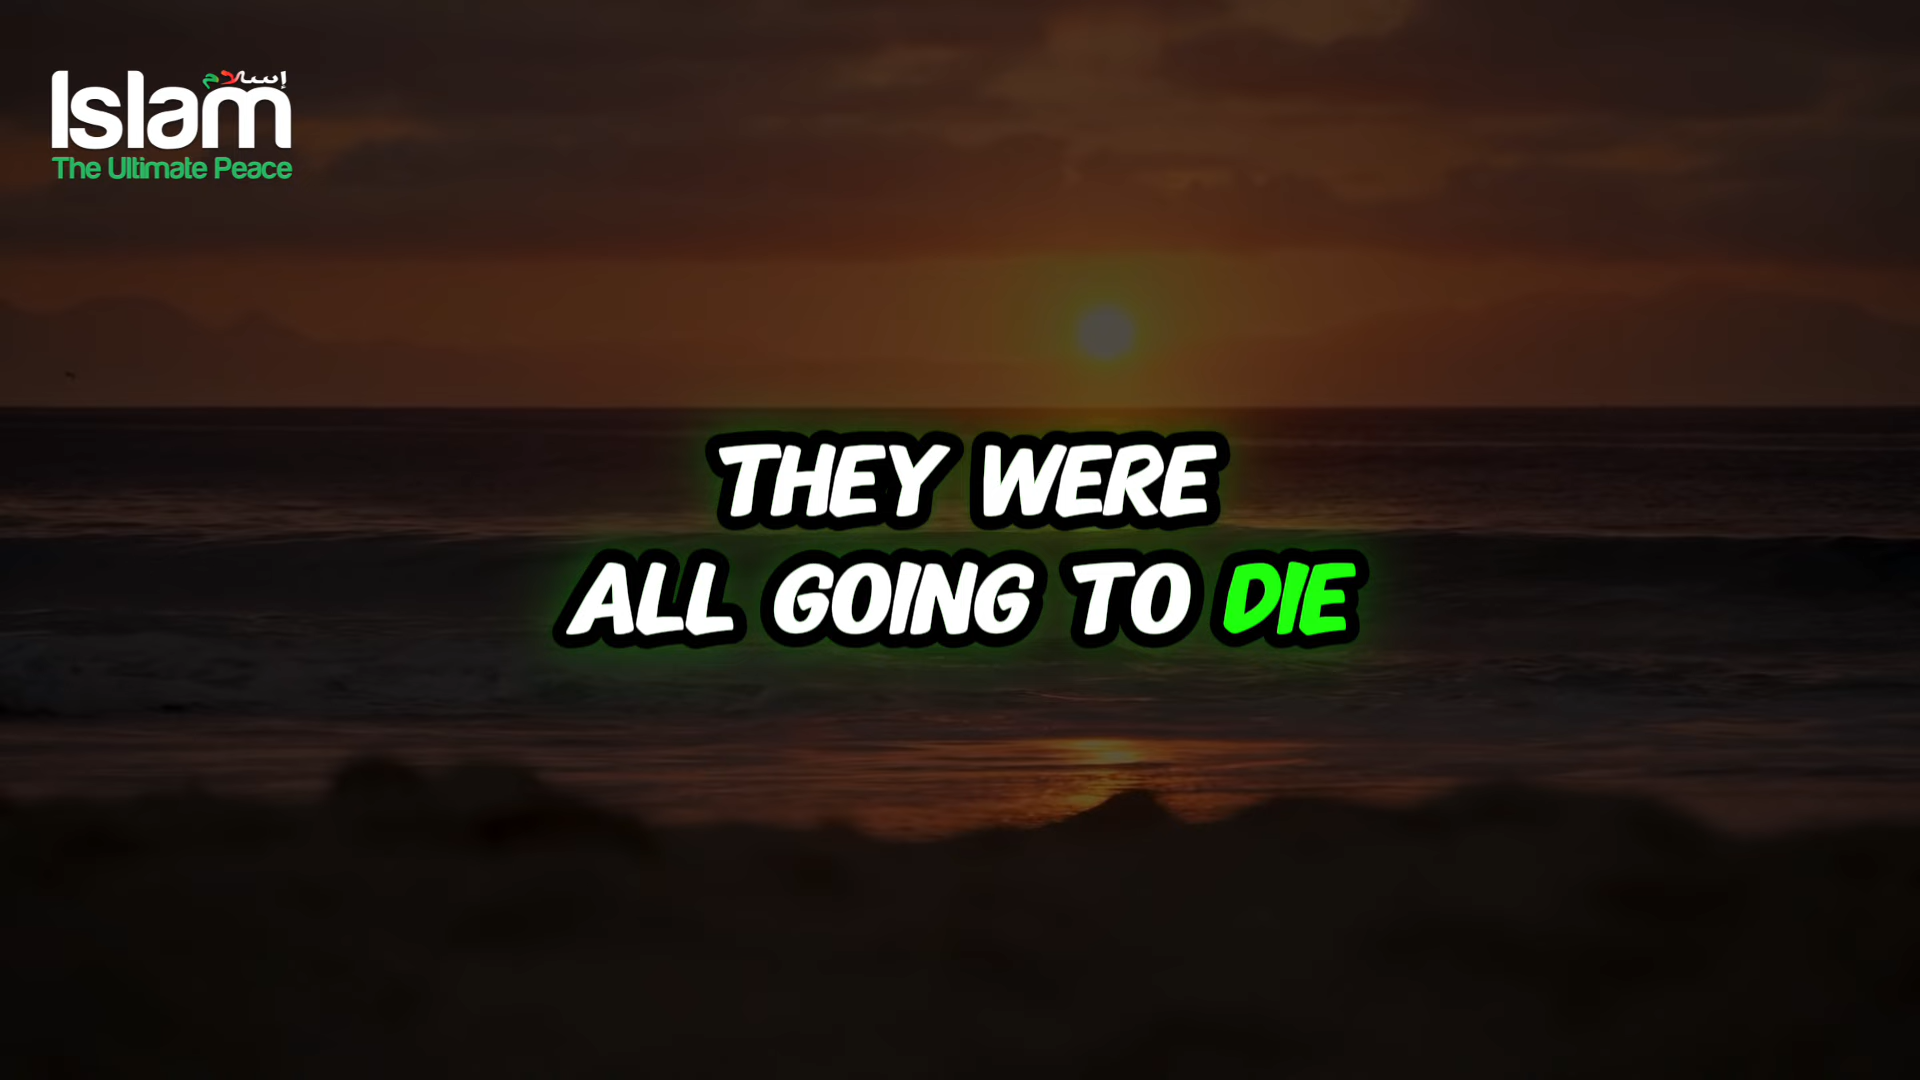 إسلام
Islam
The Ultimate Peace
THEY WERE
ALL GOING TO DIE